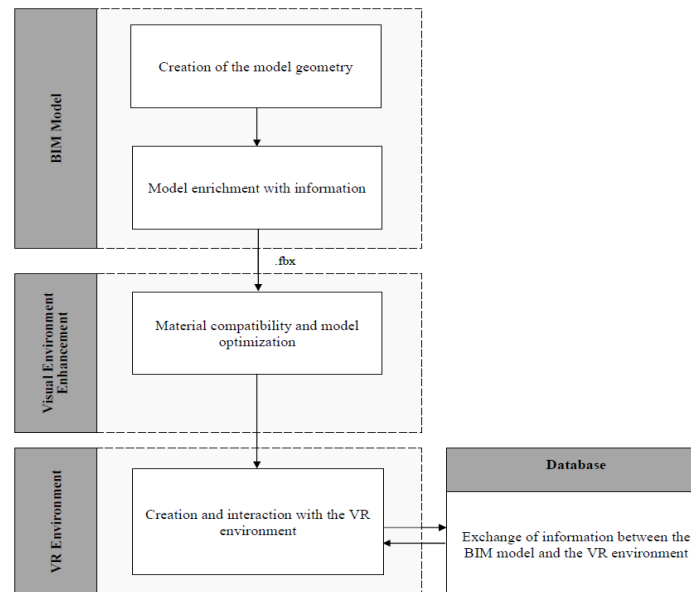 BIM Model
Creation of the model geometry
Model enrichment with information
.fbx
Visual Environment
Enhancement
Material compatibility and model
optimization
VR Environment
Creation and interaction with the VR
environment
Database
Exchange of information between the
BIM model and the VR environment